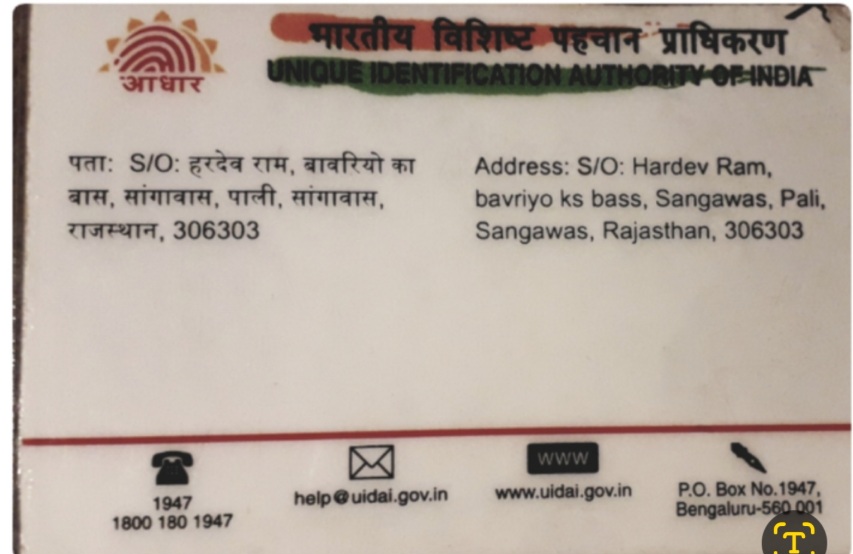 भारतीय विशिष्ट पहचान प्राधिकरण
आधार
UNIQUE IDENTIFICATION AUTHORITY OF INDIA
पता: S/O: हरदेव राम, बावरियो का
बास, सांगावास, पाली, सांगावास,
राजस्थान, 306303
Address: S/O: Hardev Ram,
bavriyo ks bass, Sangawas, Pali,
Sangawas, Rajasthan, 306303
1947
1800 180 1947
help@uidai.gov.in
WWW
www.uidai.gov.in
P.O. Box No.1947,
Bengaluru-560 001
T